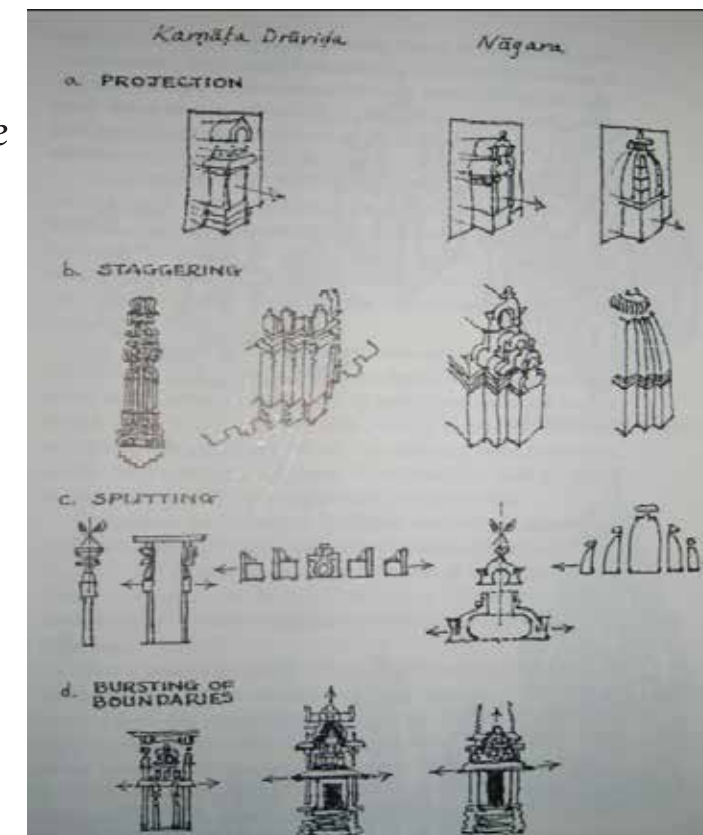 Karṇāṭa Drāviḍa
Nāgara
a PROJECTION
b. STAGGERING
c. SPLITTING
d. BURSTING OF
BOUNDARIES